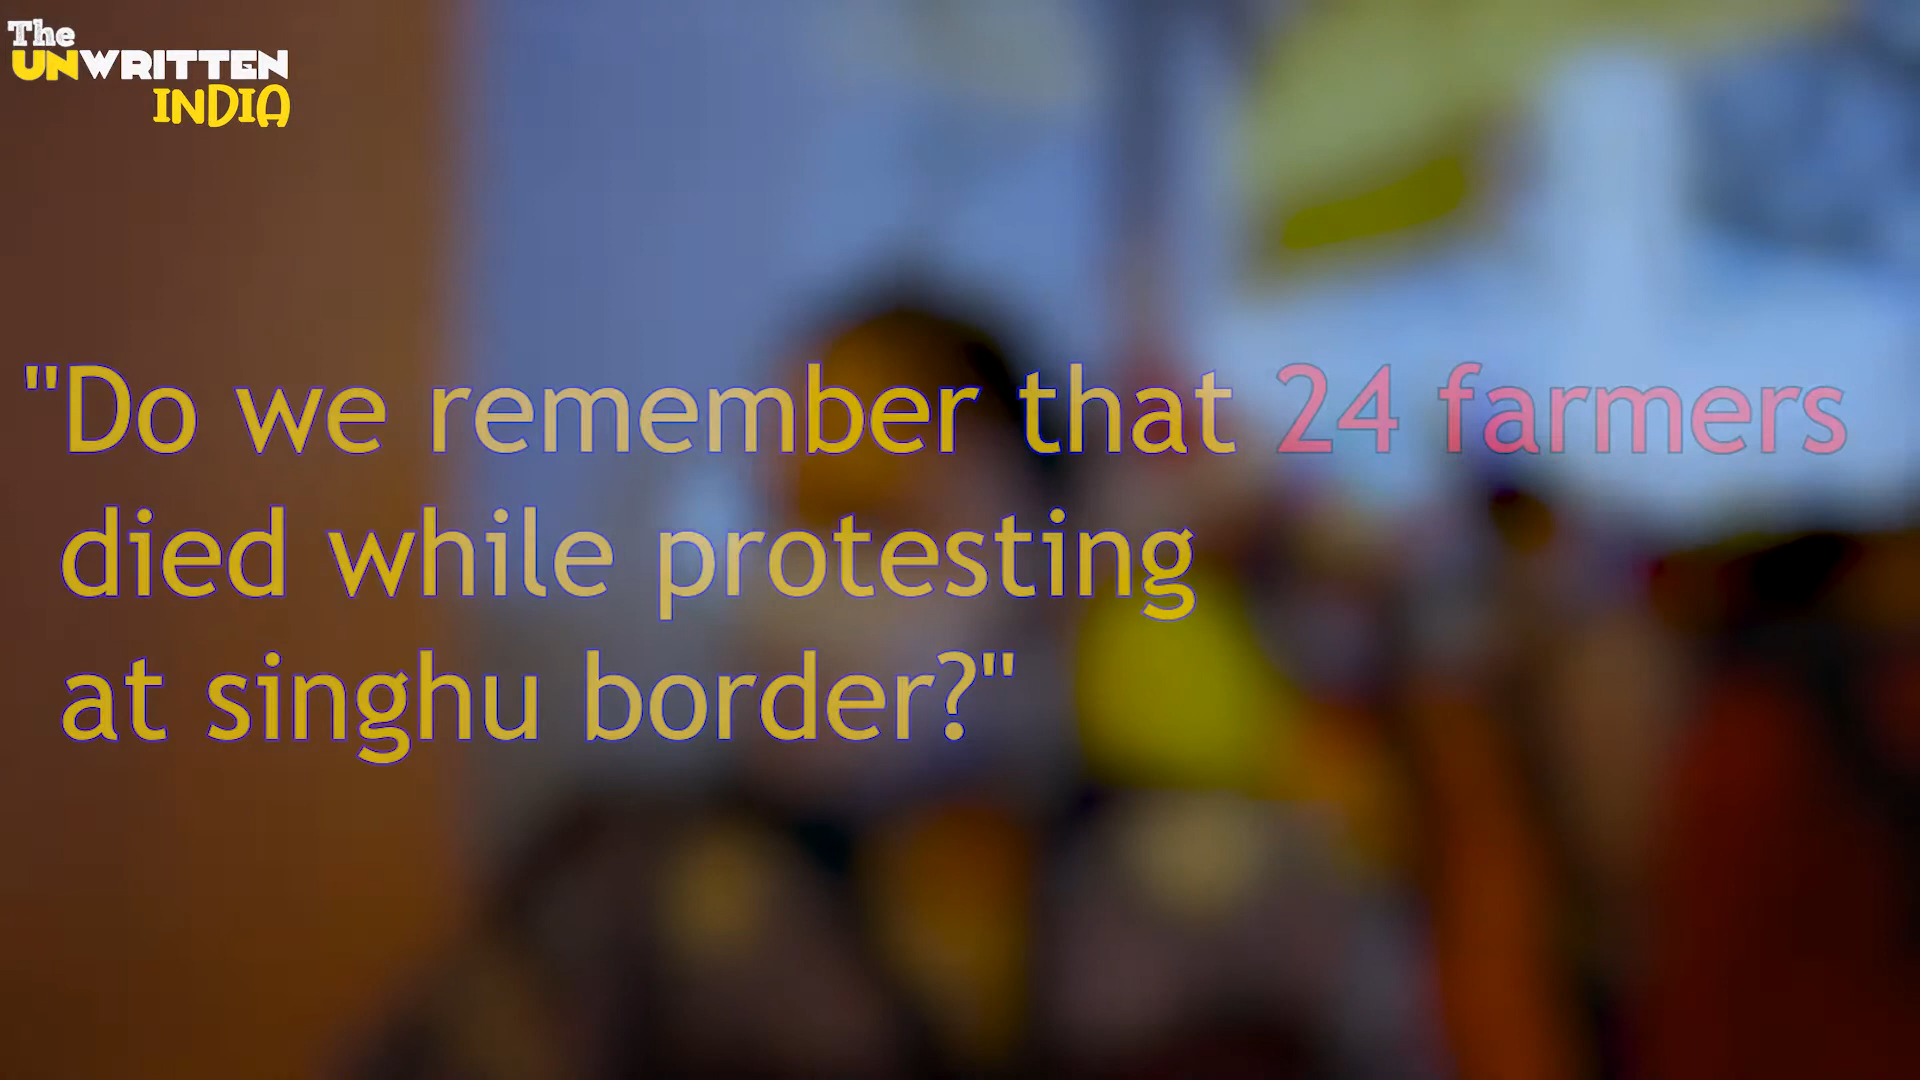 The
UNWRITTEN
INDIA
"Do we remember that 24 farmers
died while protesting
at singhu border?"